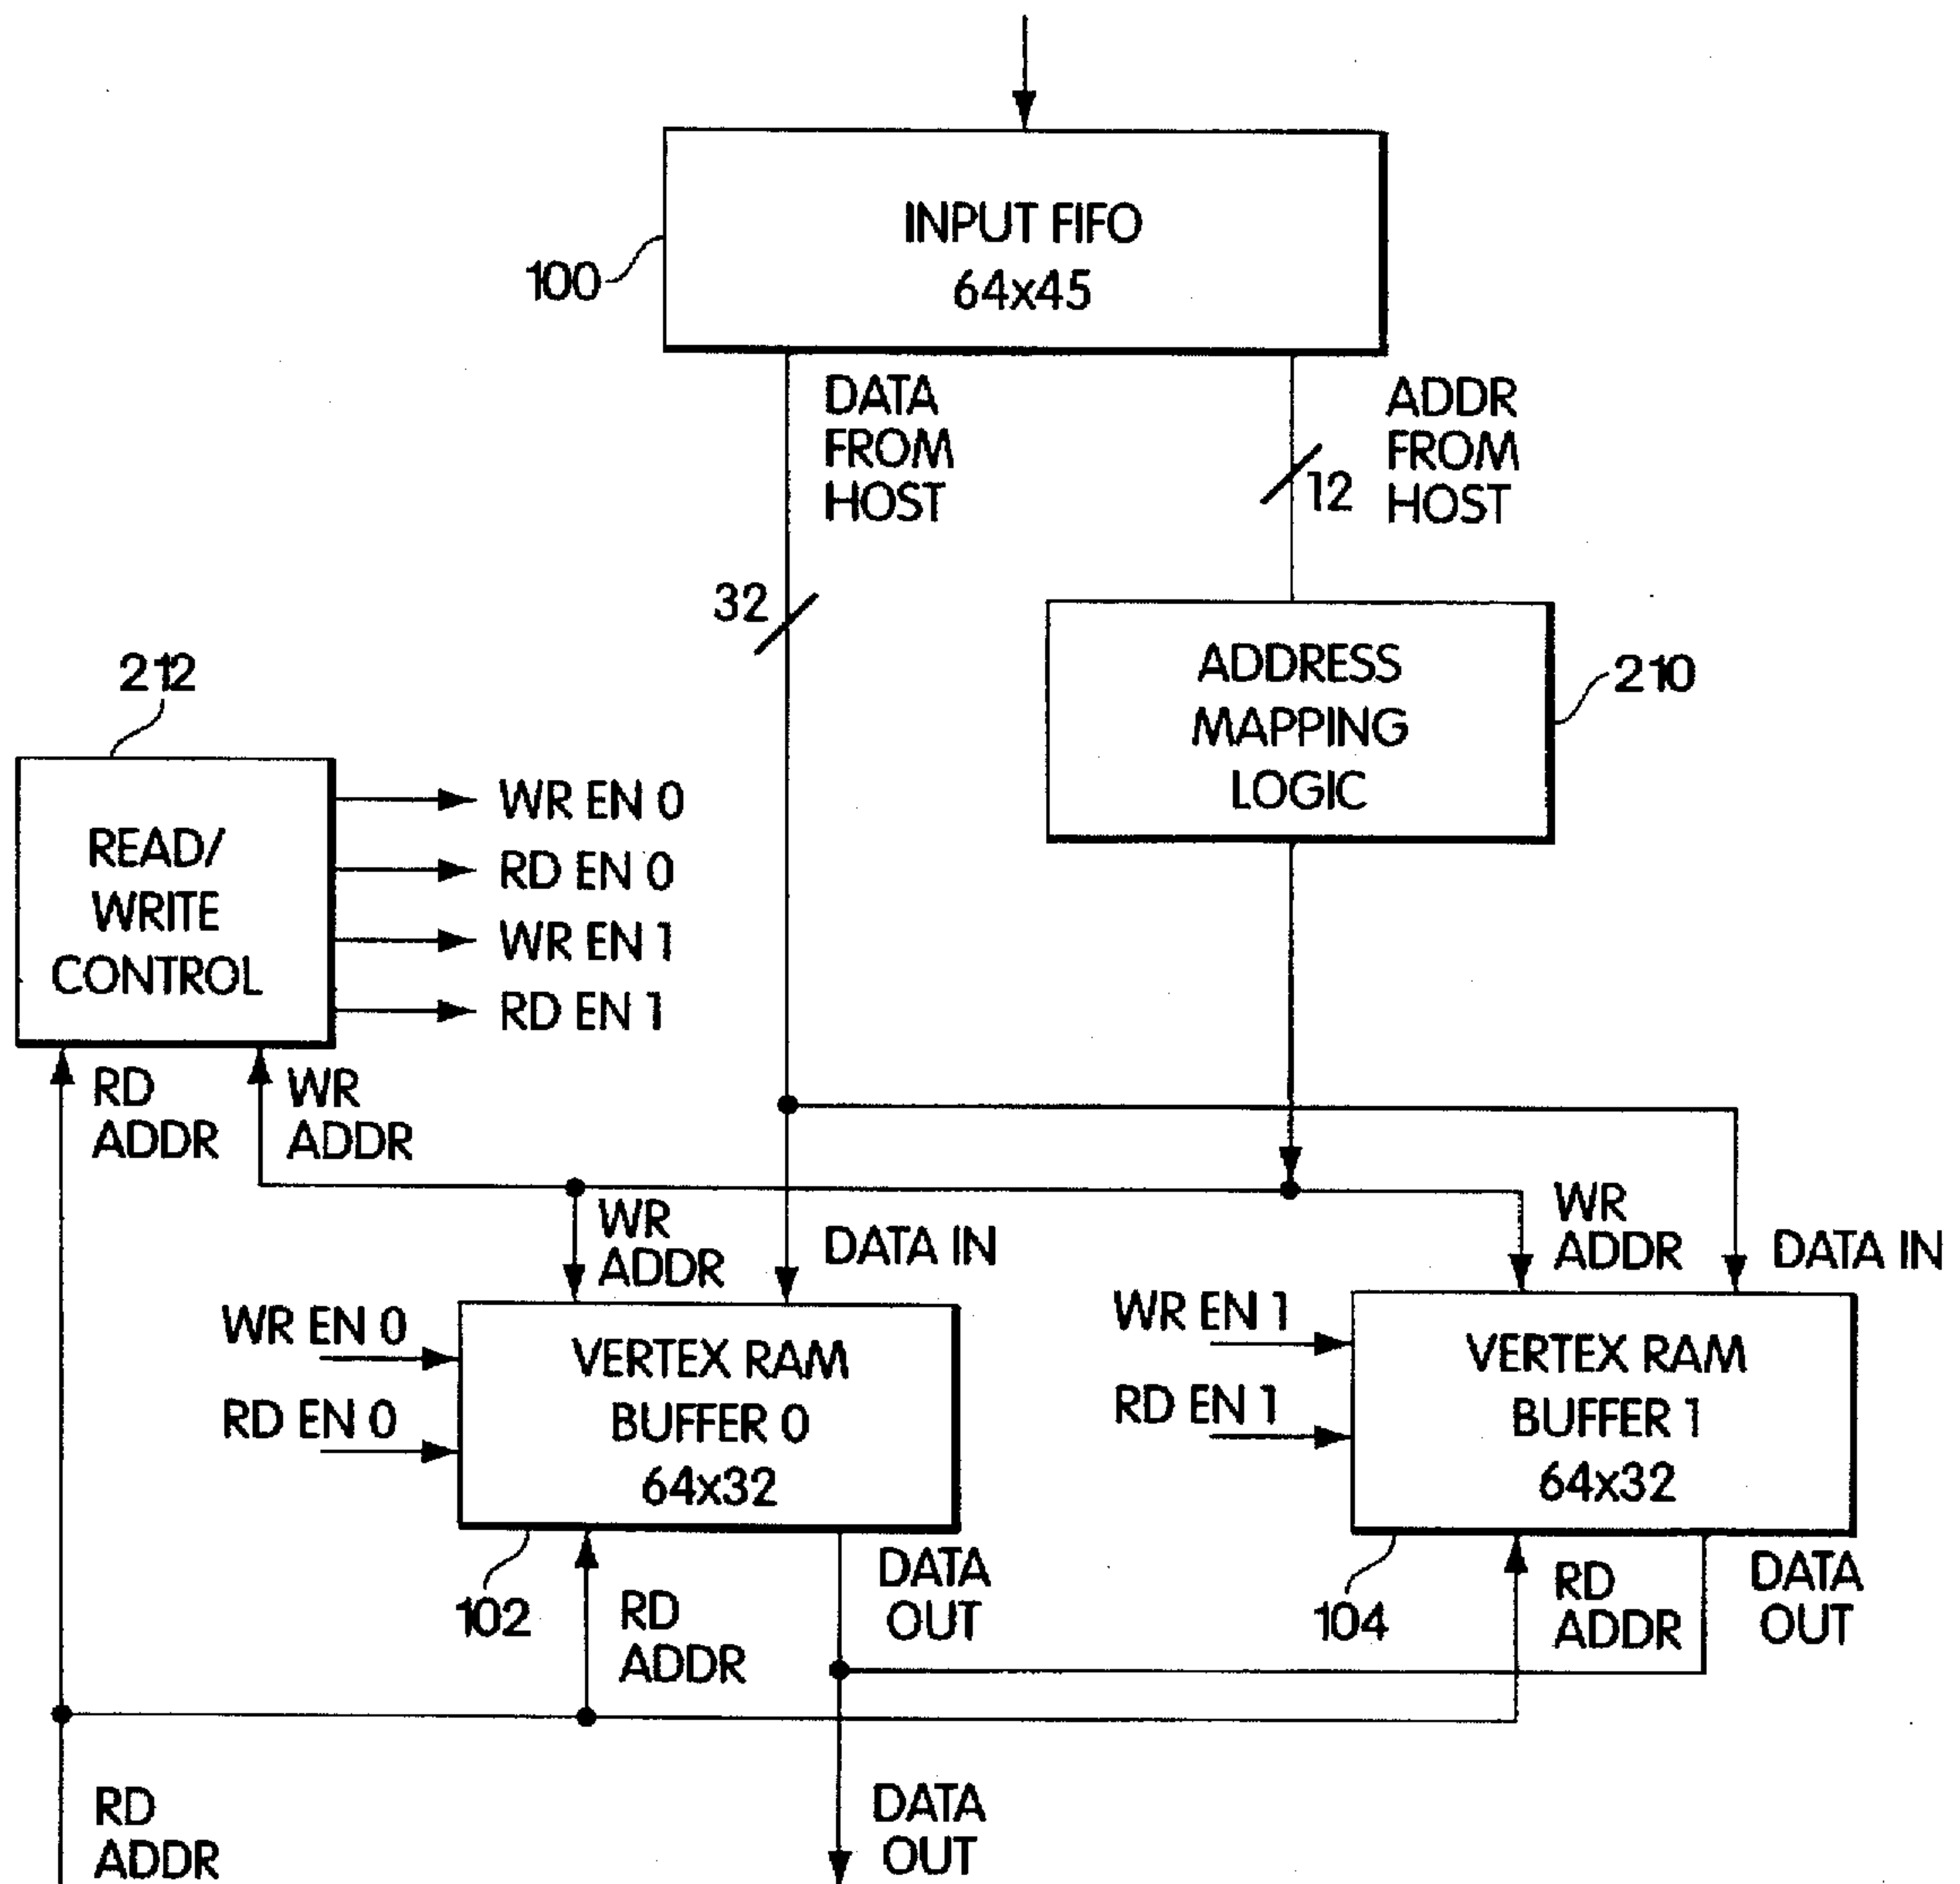 INPUT FIFO
64x45
100
DATA
FROM
HOST
ADDR
FROM
HOST
12
32
ADDRESS
MAPPING
LOGIC
210
212
READ/
WRITE
CONTROL
WR EN 0
RD EN 0
WR EN 1
RD EN 1
RD
ADDR
WR
ADDR
WR
ADDR
DATA IN
WR
ADDR
DATA IN
WR EN 0
RD EN 0
VERTEX RAM
BUFFER 0
64x32
WR EN 1
RD EN 1
VERTEX RAM
BUFFER 1
64x32
102
RD
ADDR
DATA
OUT
104
RD
ADDR
DATA
OUT
RD
ADDR
DATA
OUT